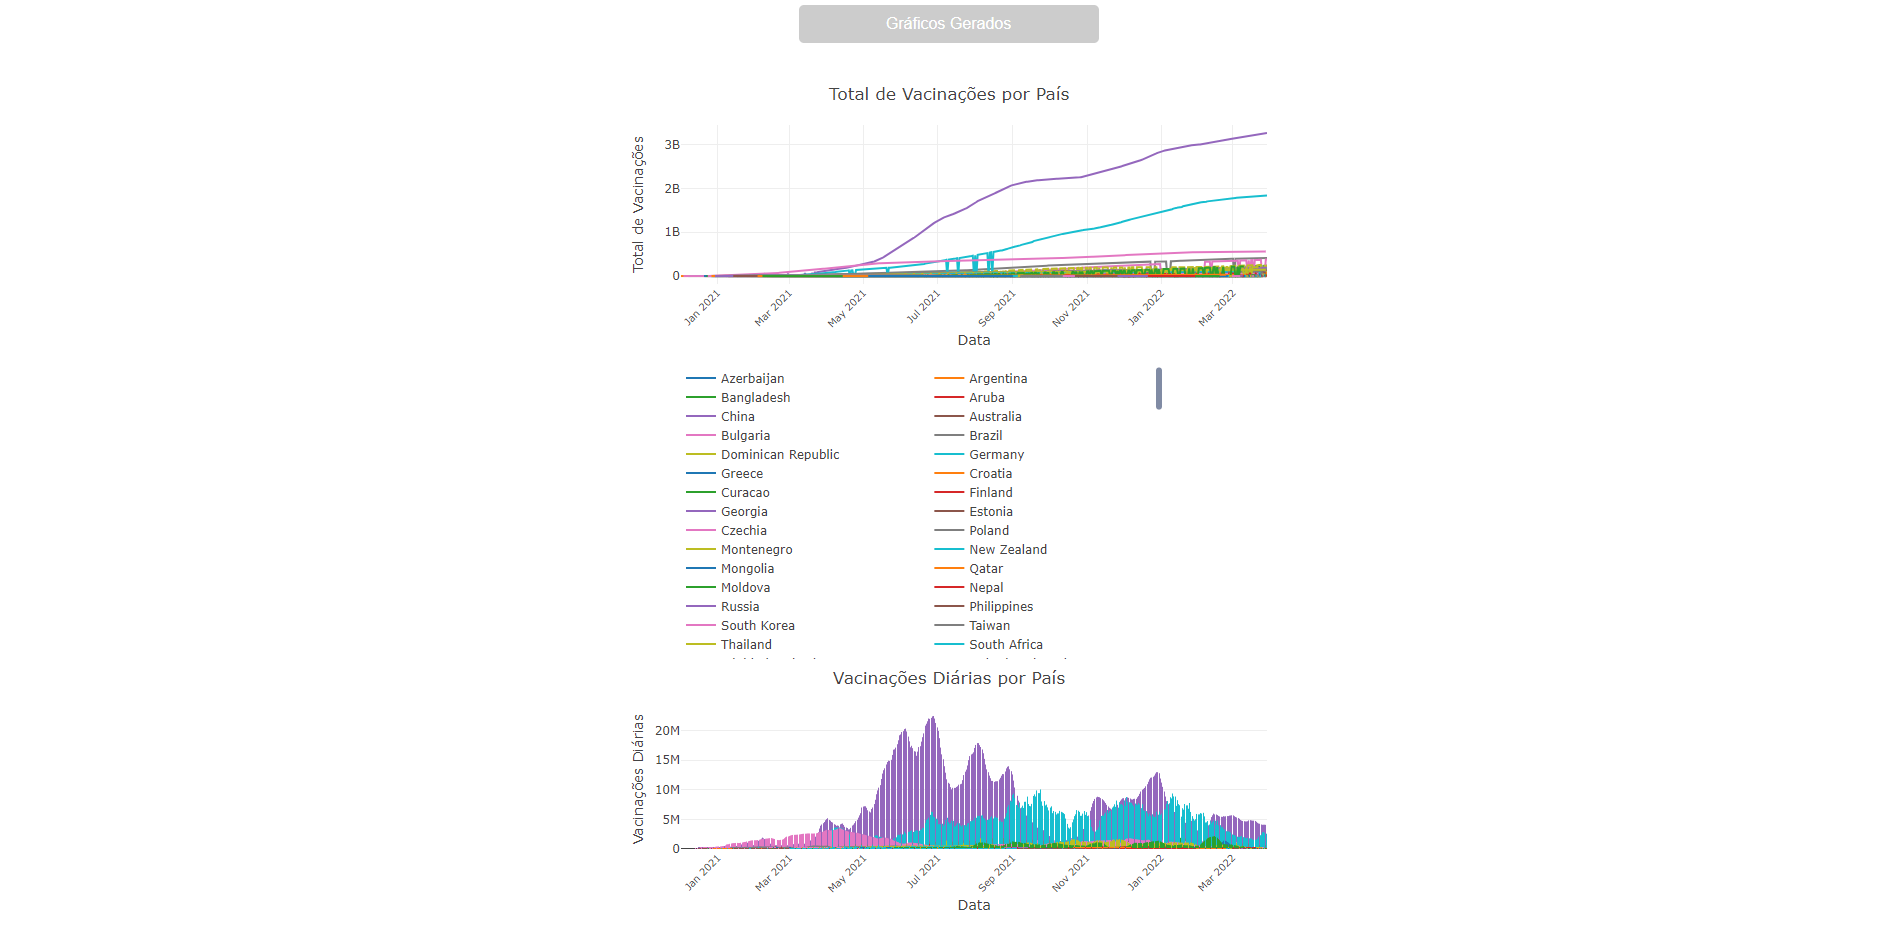 Gráficos Gerados
Total de Vacinações por País
Total de Vacinações
3B
2B
1B
0
Jan 2021
Mar 2021
May 2021
Jul 2021
Sep 2021
Nov 2021
Jan 2022
Mar 2022
Data
Azerbaijan Argentina
Bangladesh Aruba
China Australia
Bulgaria Brazil
Dominican Republic Germany
Greece Croatia
Curacao Finland
Georgia Estonia
Czechia Poland
Montenegro New Zealand
Mongolia Qatar
Moldova Nepal
Russia Philippines
South Korea Taiwan
Thailand South Africa
Vacinações Diárias por País
Vacinações Diárias
20M
15M
10M
5M
0
Jan 2021
Mar 2021
May 2021
Jul 2021
Sep 2021
Nov 2021
Jan 2022
Mar 2022
Data